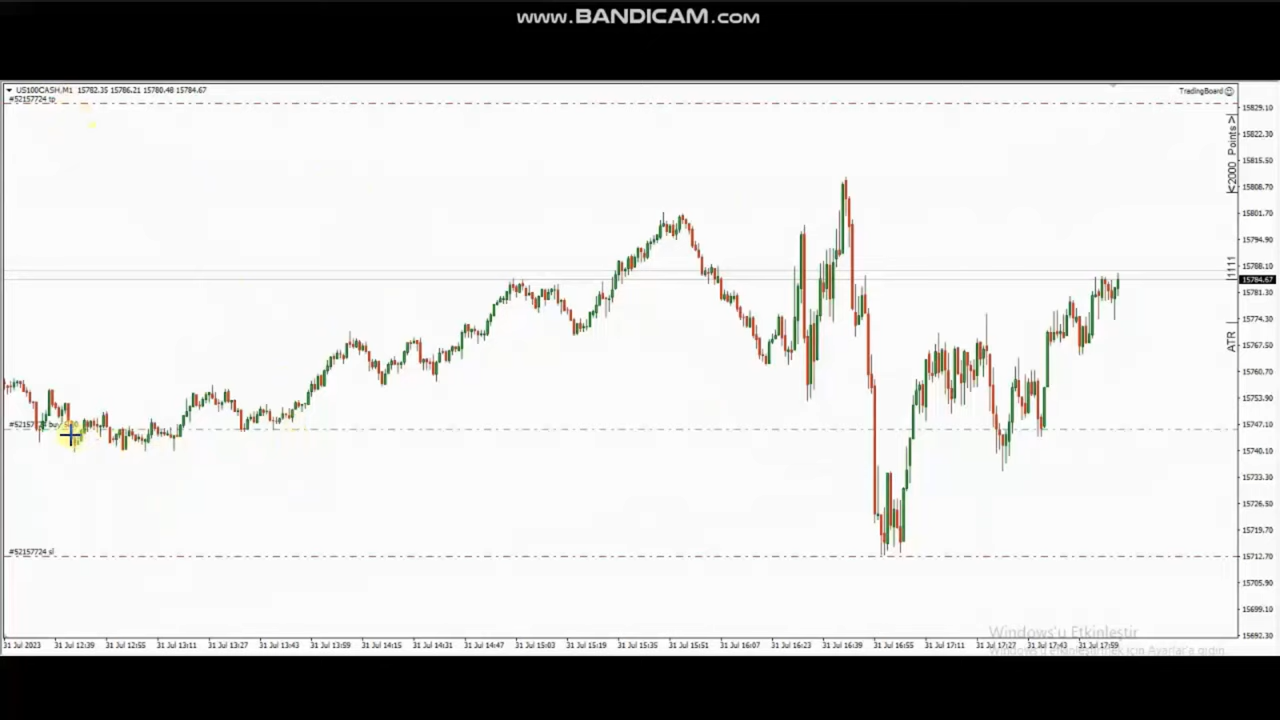 www.BANDICAM.com
US100CASH,M1 15782.35 15786.21 15780.48 15784.67
TradingBoard
#52157724 tp
15829.10
<2000 Points>
15822.30
15815.50
15808.70
15801.70
15794.90
15788.10
1111
15784.67
15781.30
15774.30
ATR
15767.50
15760.70
15753.90
15747.10
15740.10
15733.30
15726.50
15719.70
#52157724 sl
15712.70
15705.90
15699.10
15692.30
Windows'u Etkinleştir
31 Jul 2023 31 Jul 12:39 31 Jul 12:55 31 Jul 13:11 31 Jul 13:27 31 Jul 13:43 31 Jul 13:59 31 Jul 14:15 31 Jul 14:31 31 Jul 14:47 31 Jul 15:03 31 Jul 15:19 31 Jul 15:35 31 Jul 15:51 31 Jul 16:07 31 Jul 16:23 31 Jul 16:39 31 Jul 16:55 31 Jul 17:11 31 Jul 17:27 31 Jul 17:43 31 Jul 17:59